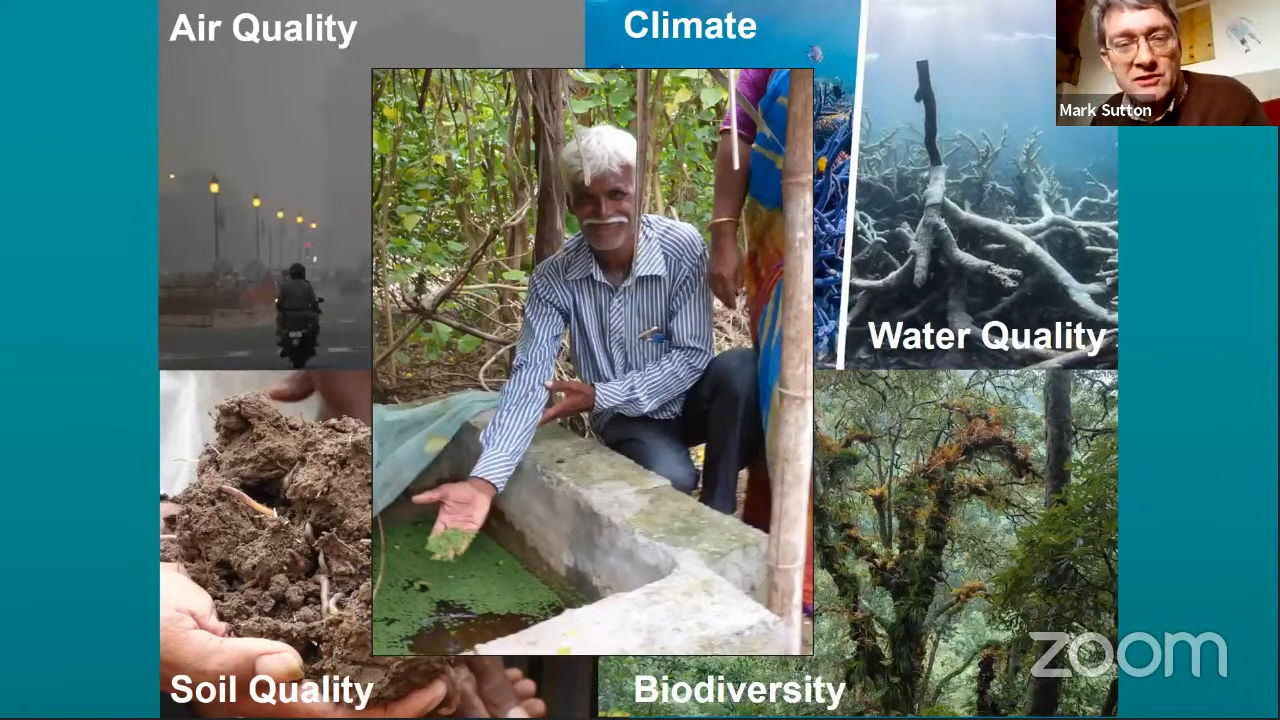 Air Quality
Climate
Mark Sutton
Water Quality
Soil Quality
Biodiversity
zoom